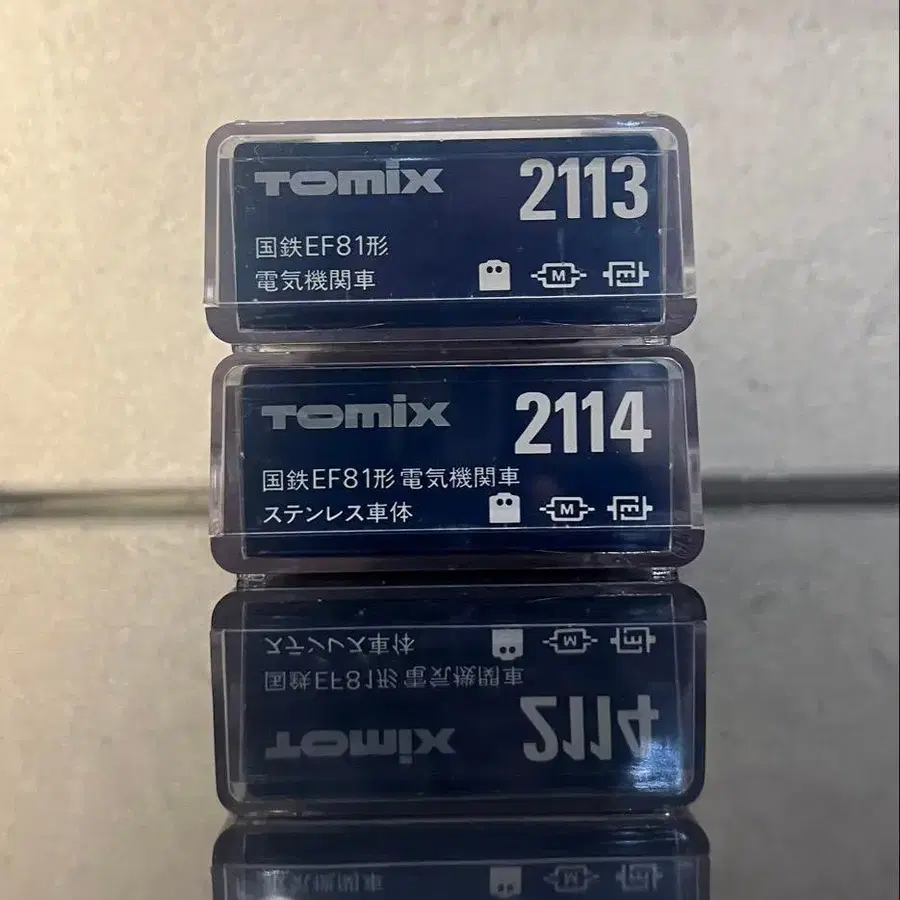 TOMIX 2113
国鉄EF81形
電気機関車 M
TOMIX 2114
国鉄EF81形 電気機関車
ステンレス車体 M